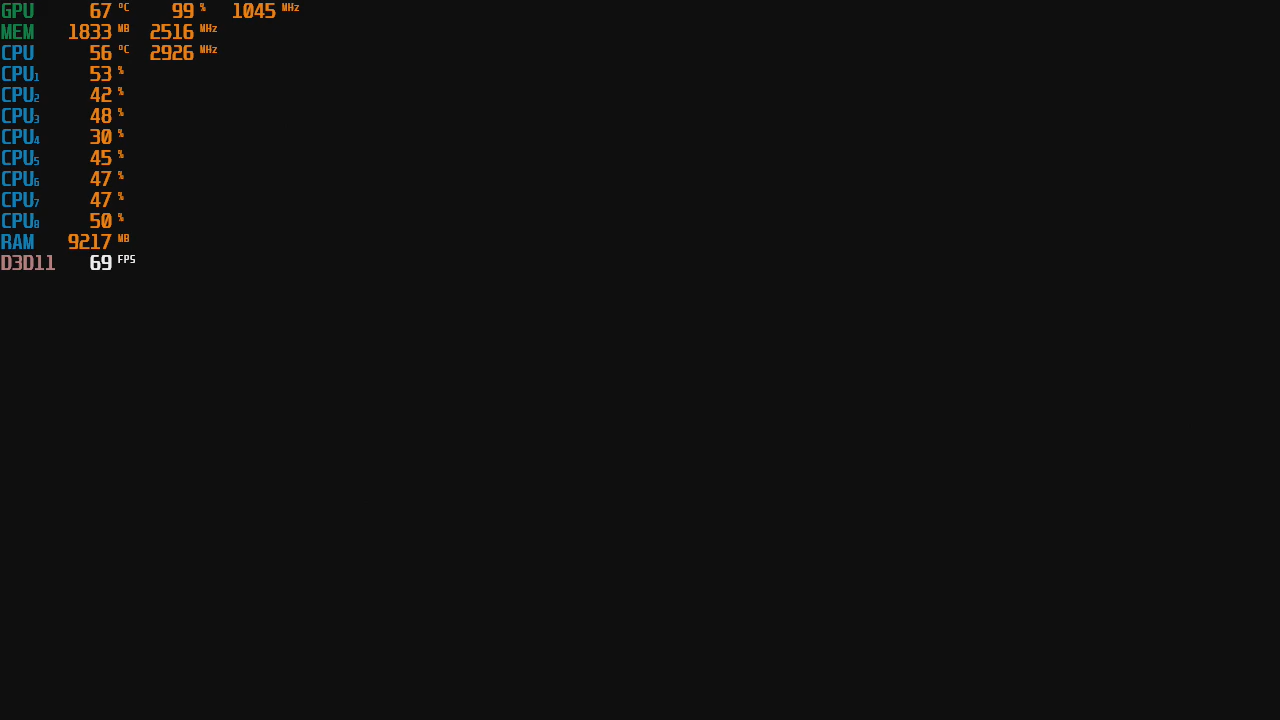 GPU 67 °C 99 % 1045 MHz
MEM 1833 MB 2516 MHz
CPU 56 °C 2926 MHz
CPU1 53 %
CPU2 42 %
CPU3 48 %
CPU4 30 %
CPU5 45 %
CPU6 47 %
CPU7 47 %
CPU8 50 %
RAM 9217 MB
D3D11 69 FPS